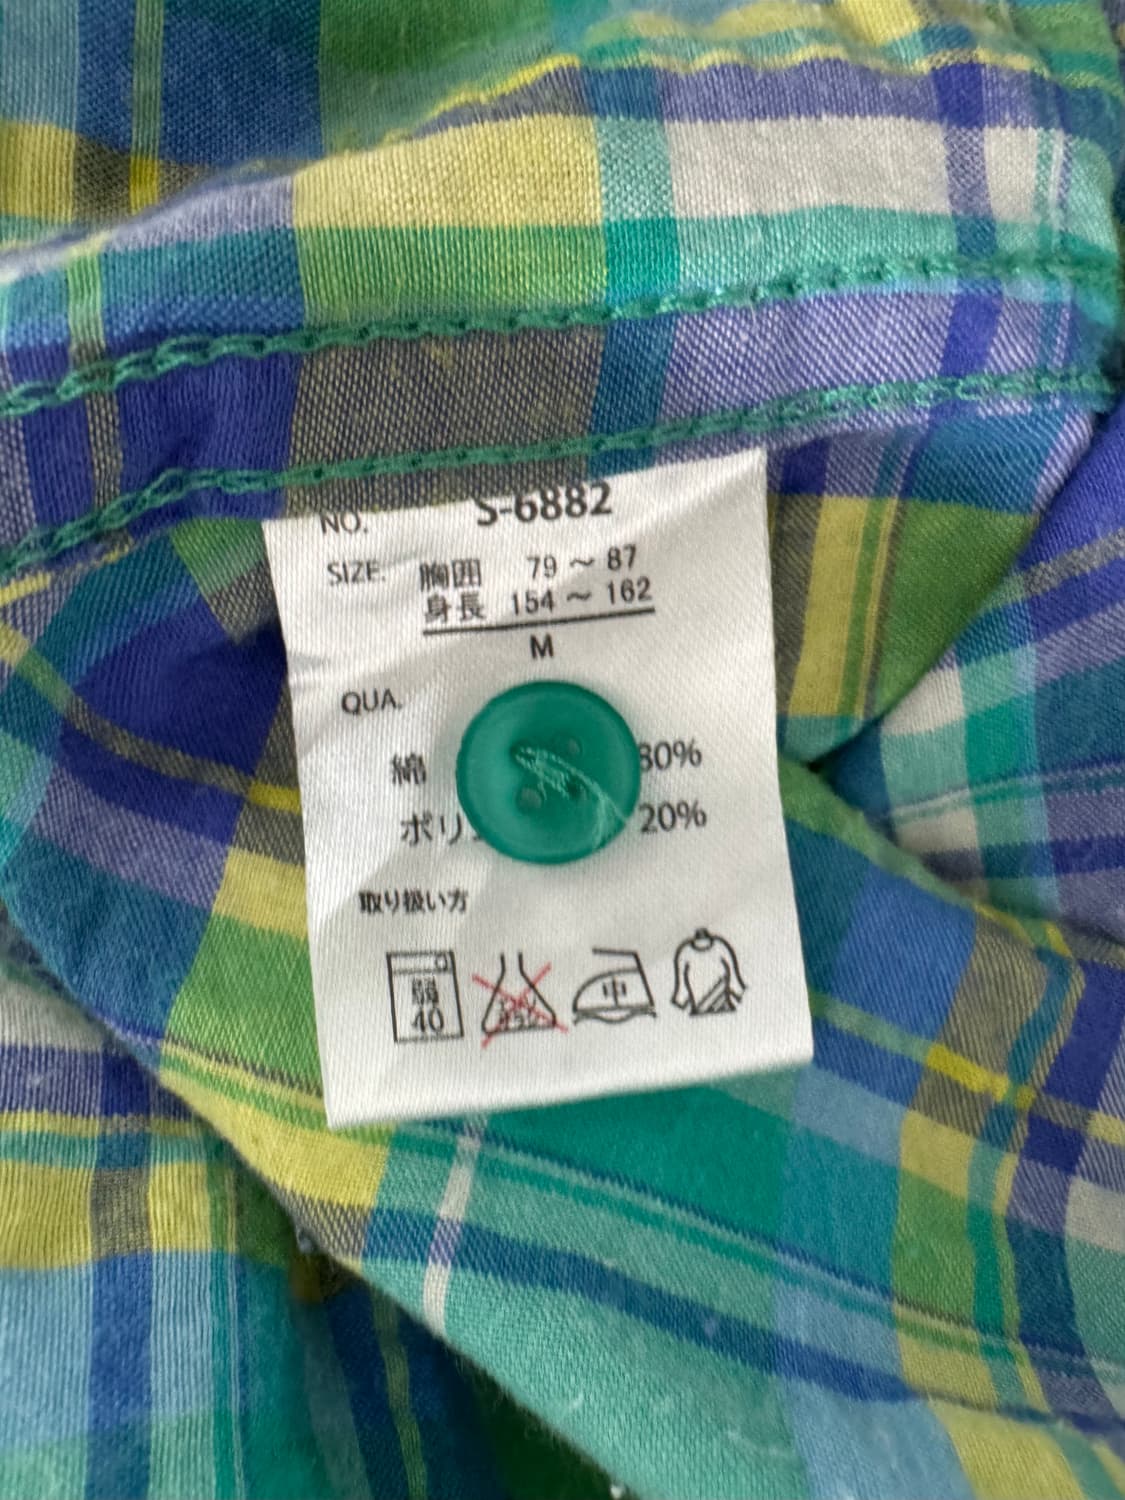 NO. S-6882
SIZE. 胸囲 79～87
身長 154～162
M
QUA.
綿 80%
ポリ 20%
取り扱い方
弱 中
40